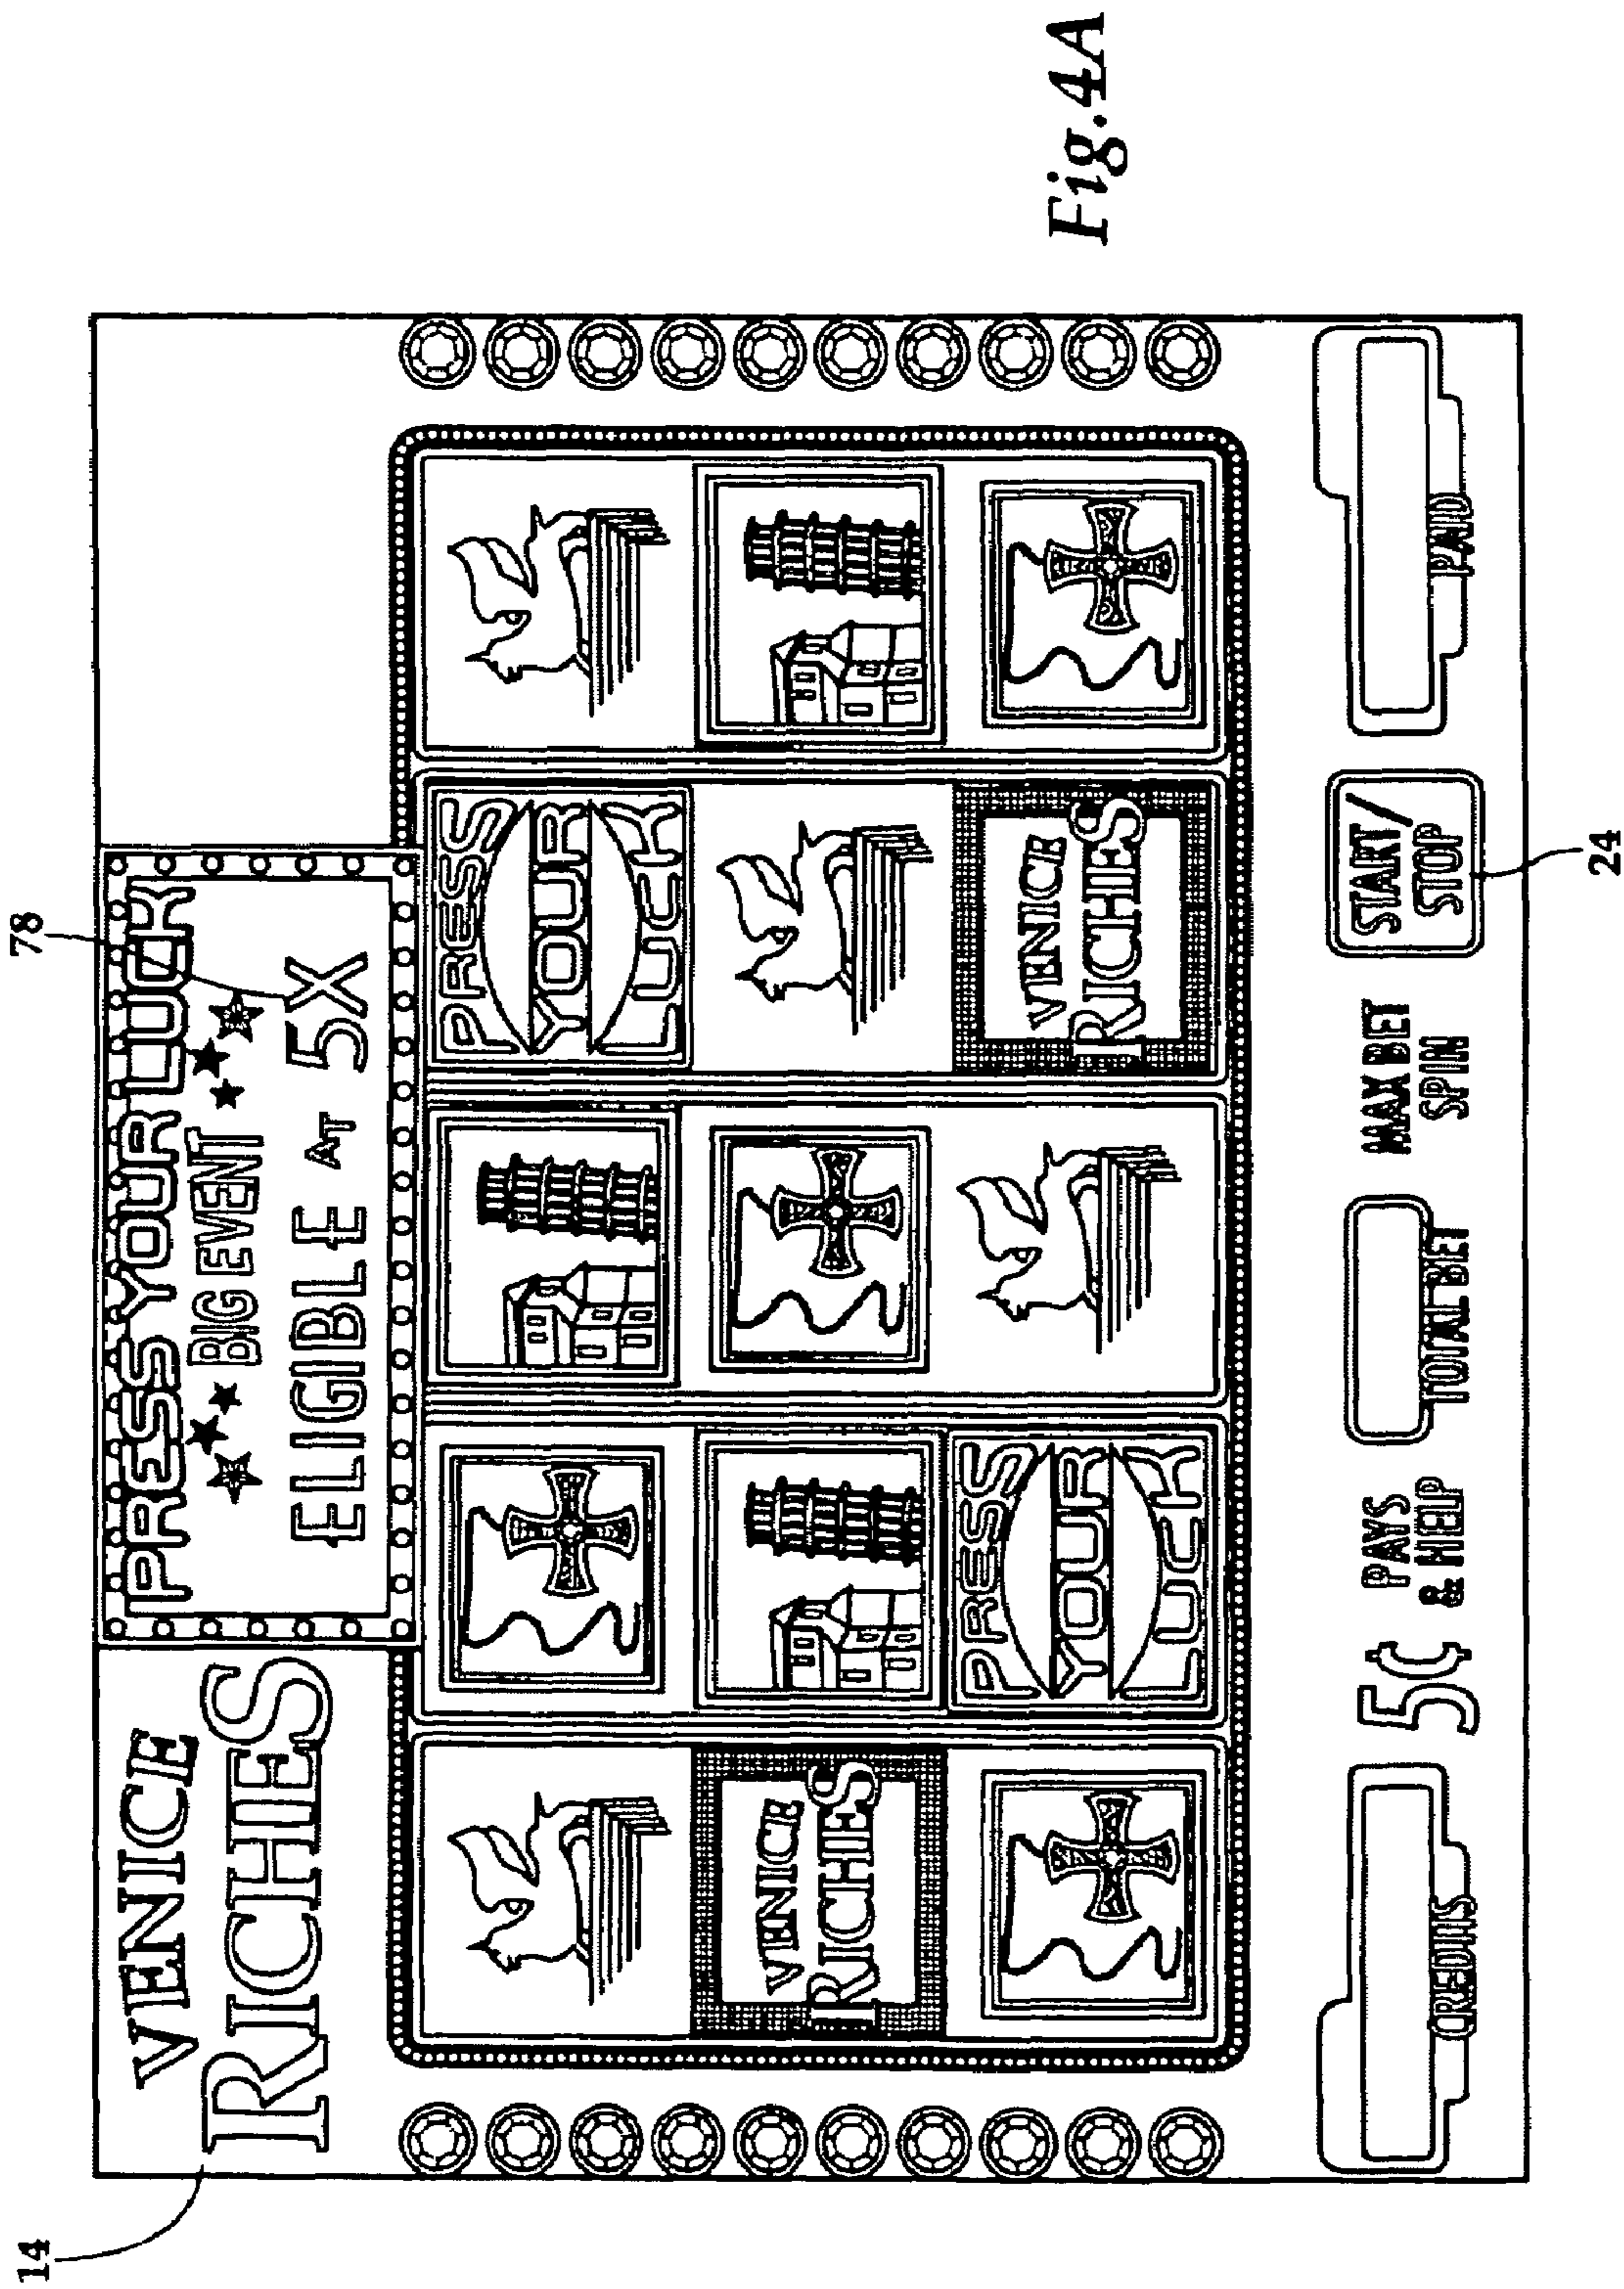 78
14
PRESS YOUR LUCK
BIG EVENT
ELIGIBLE AT 5X
VENICE
RICHES
PRESS
YOUR
LUCK
VENICE
RICHES
PRESS
YOUR
LUCK
VENICE
RICHES
CREDITS
5¢
PAYS
& HELP
TOTAL BET
MAX BET
SPIN
START/
STOP
PAID
24
Fig.4A